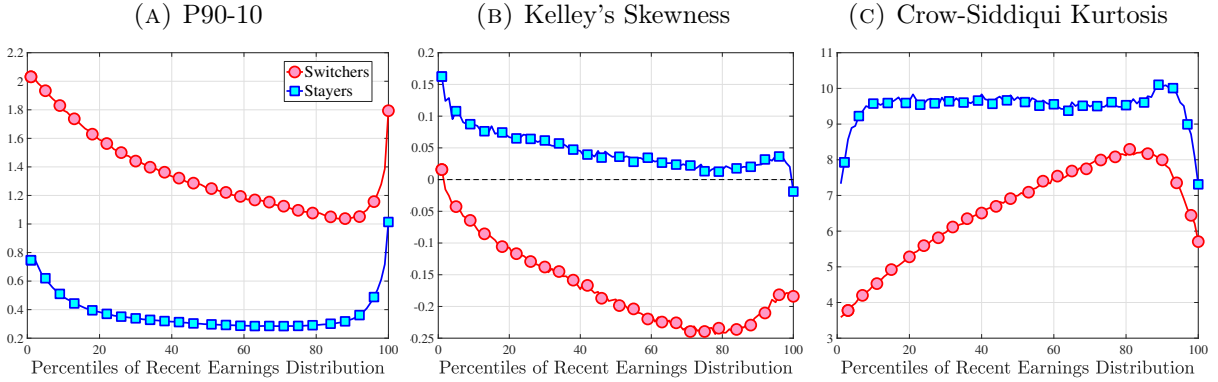 (A) P90-10
2.2
2
1.8
1.6
1.4
1.2
1
0.8
0.6
0.4
0.2
0 20 40 60 80 100
Switchers
Stayers
Percentiles of Recent Earnings Distribution
(B) Kelley's Skewness
0.2
0.15
0.1
0.05
0
0.05
-0.1
0.15
-0.2
0.25
0 20 40 60 80 100
Percentiles of Recent Earnings Distribution
(C) Crow-Siddiqui Kurtosis
11
10
9
8
7
6
5
4
3
0 20 40 60 80 100
Percentiles of Recent Earnings Distribution